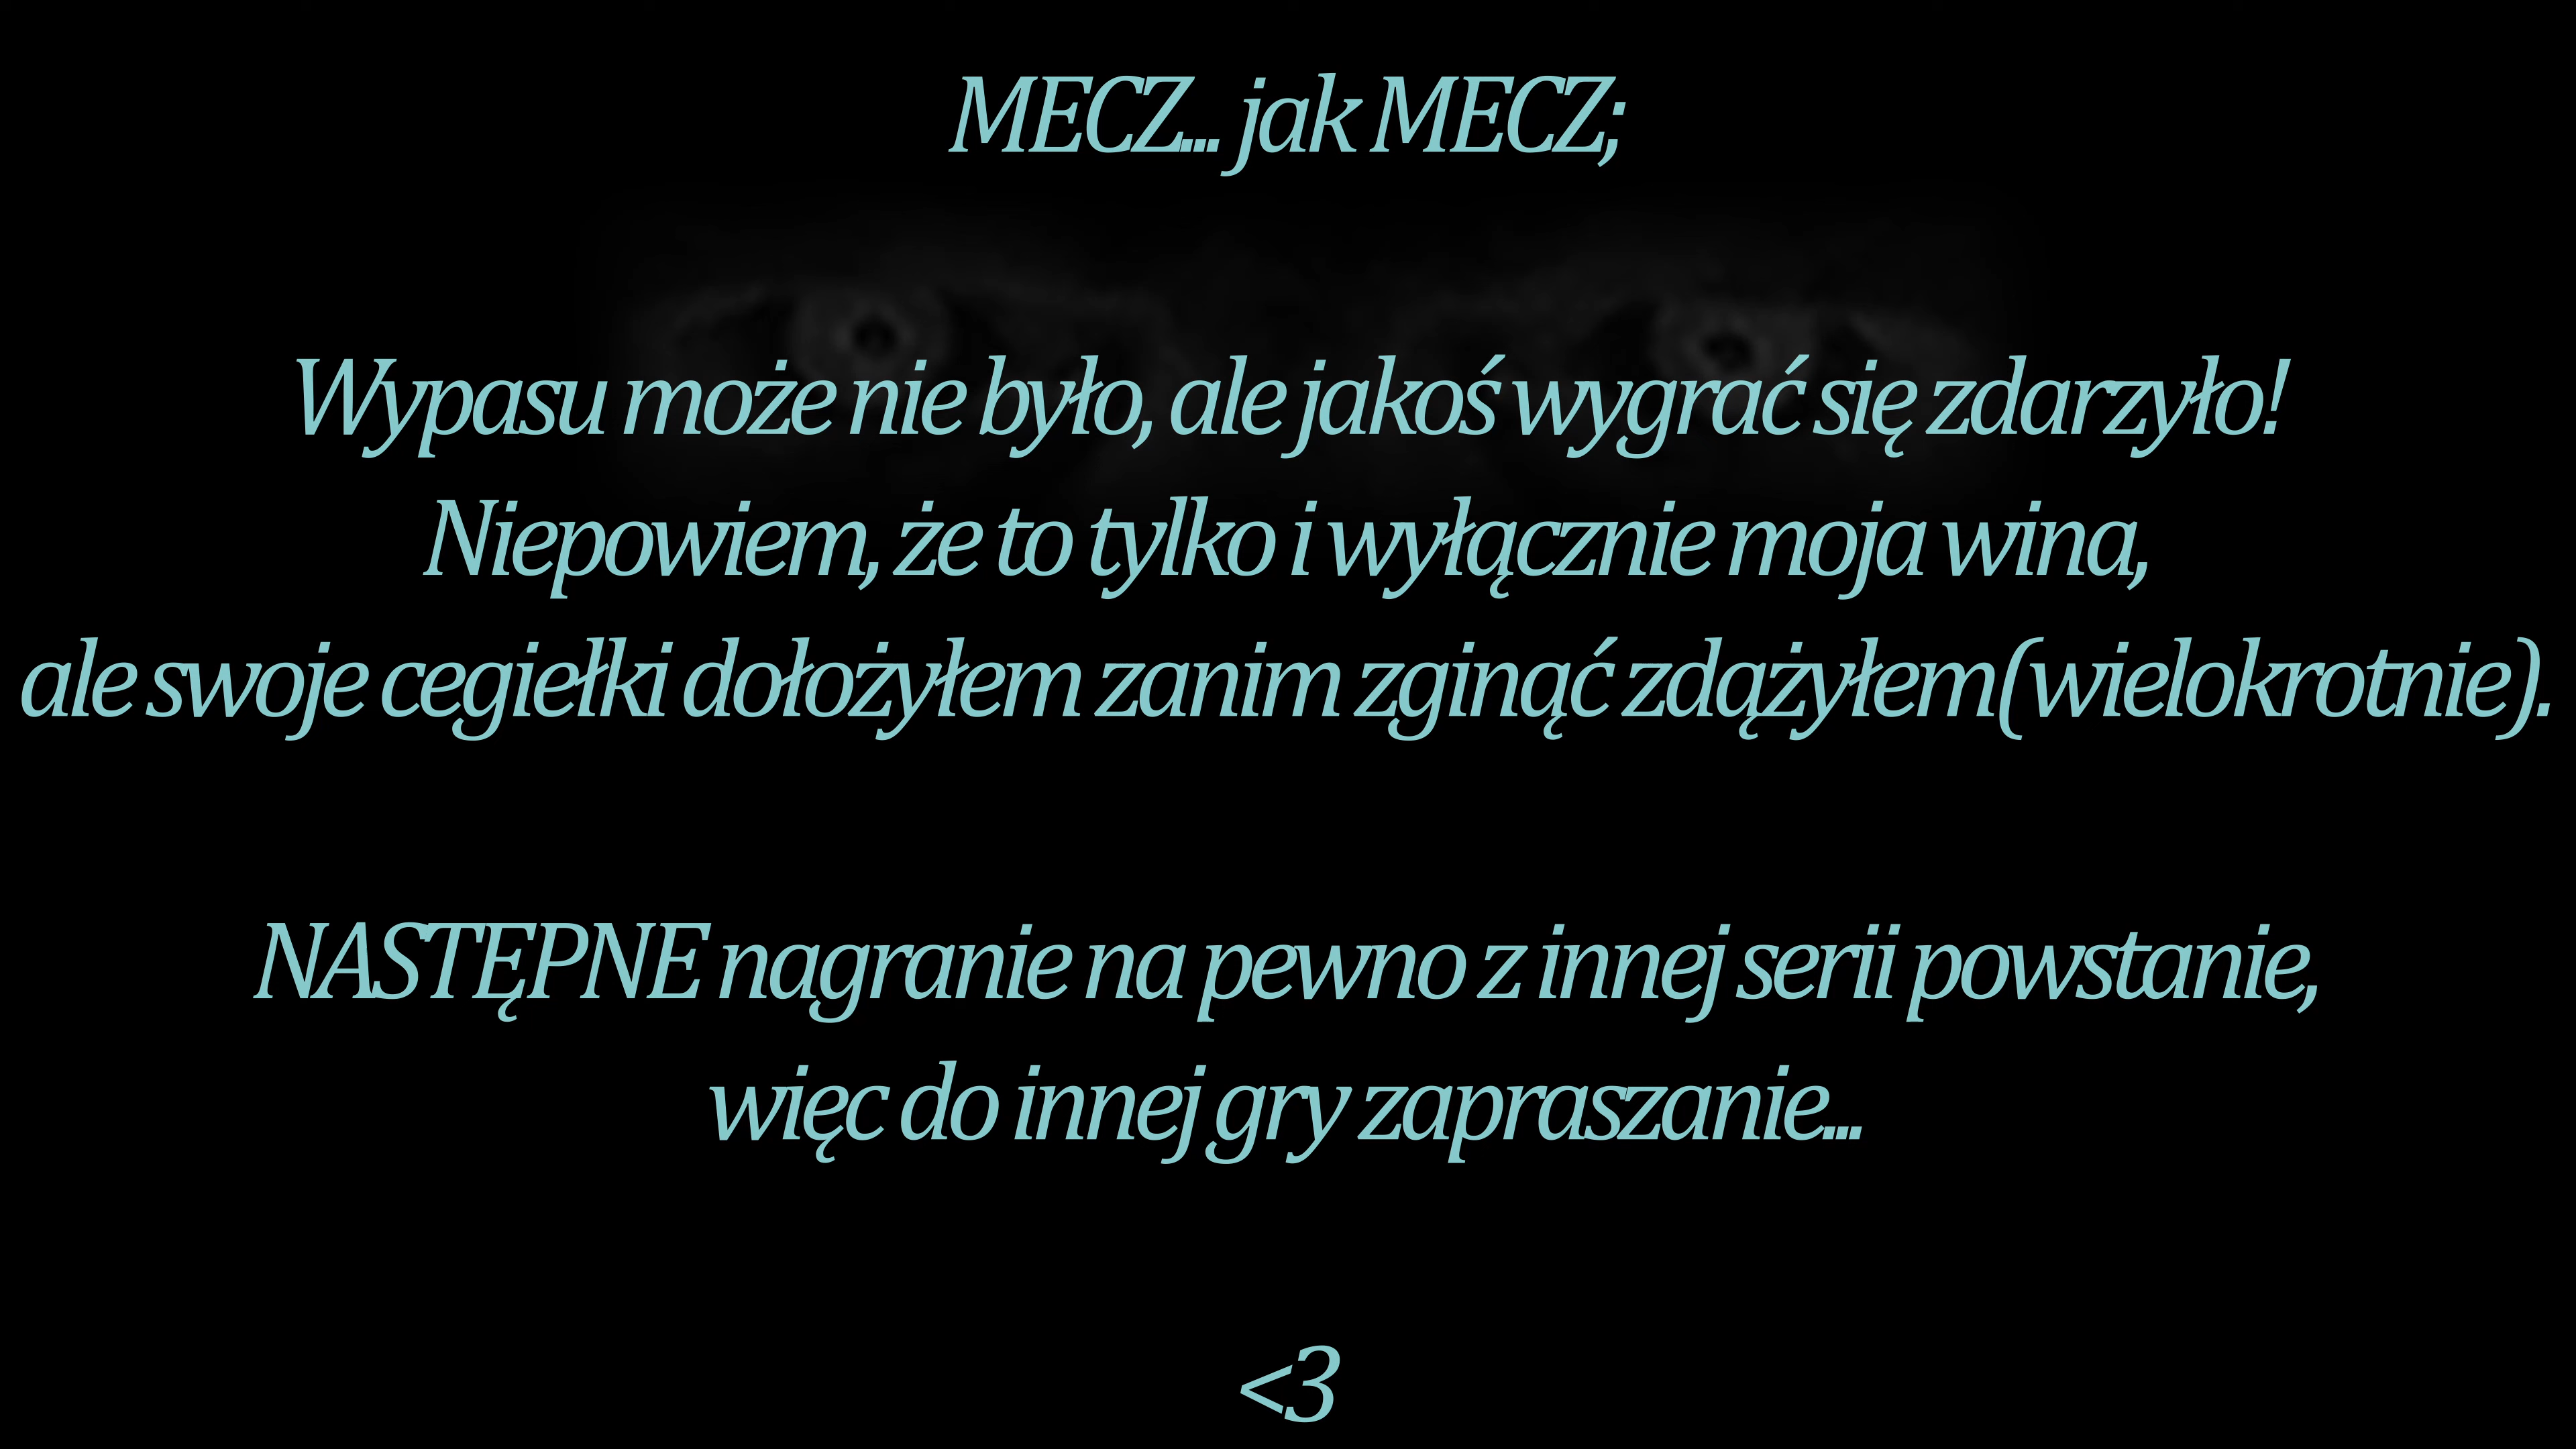 MECZ... jak MECZ;
Wypasu może nie było, ale jakoś wygrać się zdarzyło!
Niepowiem, że to tylko i wyłącznie moja wina,
ale swoje cegiełki dołożyłem zanim zginąć zdążyłem(wielokrotnie).
NASTĘPNE nagranie na pewno z innej serii powstanie,
więc do innej gry zapraszanie...
<3